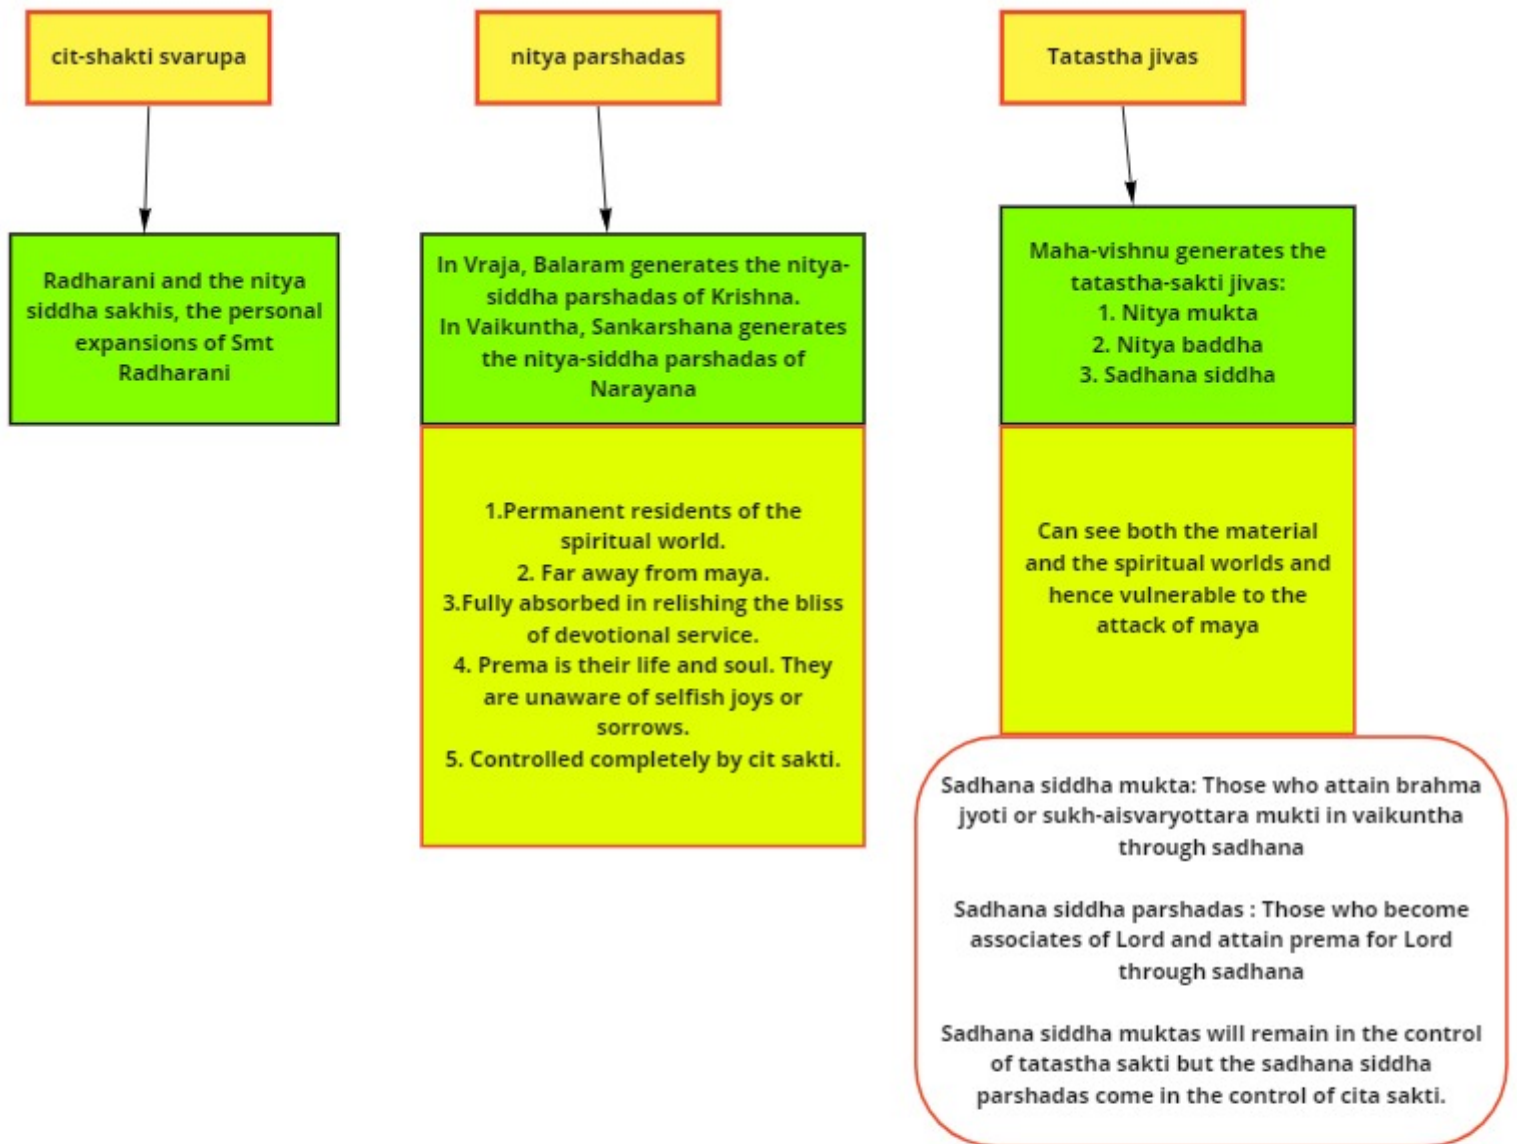 cit-shakti svarupa
nitya parshadas
Tatastha jivas
Radharani and the nitya
siddha sakhis, the personal
expansions of Smt
Radharani
In Vraja, Balaram generates the nitya-
siddha parshadas of Krishna.
In Vaikuntha, Sankarshana generates
the nitya-siddha parshadas of
Narayana
Maha-vishnu generates the
tatastha-sakti jivas:
1. Nitya mukta
2. Nitya baddha
3. Sadhana siddha
1.Permanent residents of the
spiritual world.
2. Far away from maya.
3.Fully absorbed in relishing the bliss
of devotional service.
4. Prema is their life and soul. They
are unaware of selfish joys or
sorrows.
5. Controlled completely by cit sakti.
Can see both the material
and the spiritual worlds and
hence vulnerable to the
attack of maya
Sadhana siddha mukta: Those who attain brahma
jyoti or sukh-aisvaryottara mukti in vaikuntha
through sadhana
Sadhana siddha parshadas : Those who become
associates of Lord and attain prema for Lord
through sadhana
Sadhana siddha muktas will remain in the control
of tatastha sakti but the sadhana siddha
parshadas come in the control of cita sakti.